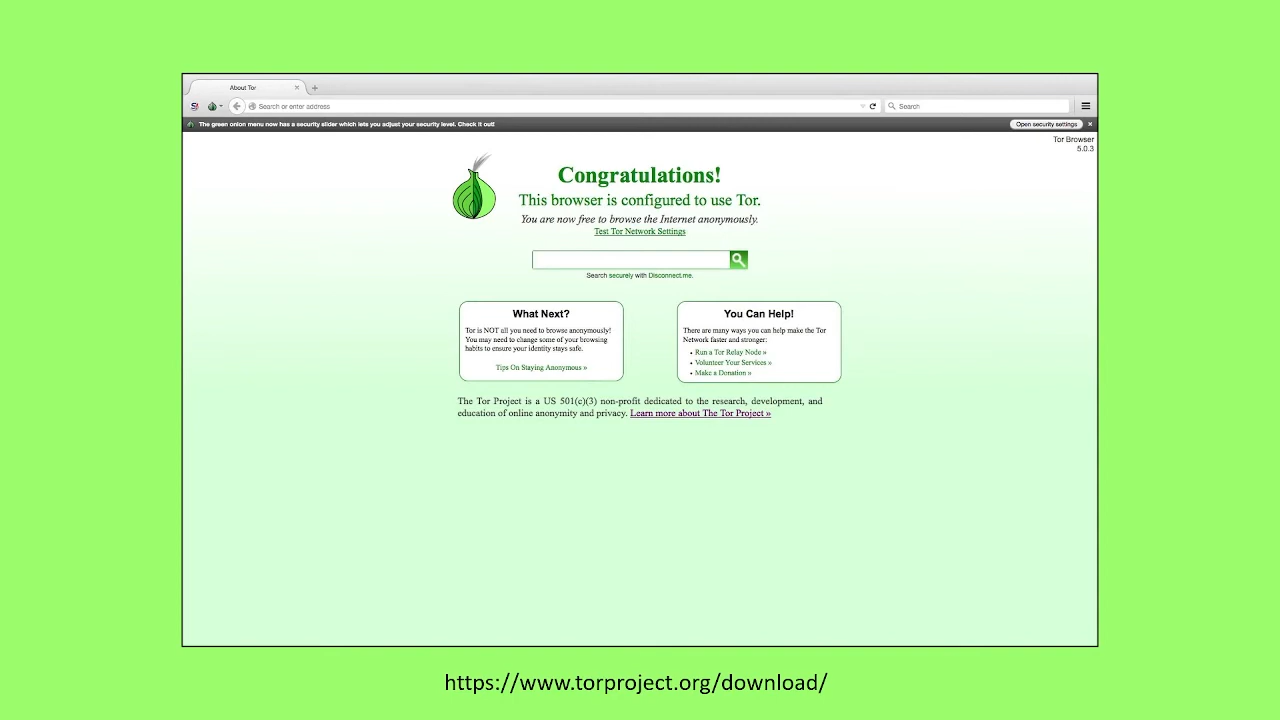 About Tor
Search or enter address
Search
The green onion menu now has a security slider which lets you adjust your security level. Check it out!
Open security settings
Tor Browser
5.0.3
Congratulations!
This browser is configured to use Tor.
You are now free to browse the Internet anonymously.
Test Tor Network Settings
Search securely with Disconnect.me.
What Next?
Tor is NOT all you need to browse anonymously!
You may need to change some of your browsing
habits to ensure your identity stays safe.
Tips On Staying Anonymous »
You Can Help!
There are many ways you can help make the Tor
Network faster and stronger:
• Run a Tor Relay Node »
• Volunteer Your Services »
• Make a Donation »
The Tor Project is a US 501(c)(3) non-profit dedicated to the research, development, and
education of online anonymity and privacy. Learn more about The Tor Project »
https://www.torproject.org/download/